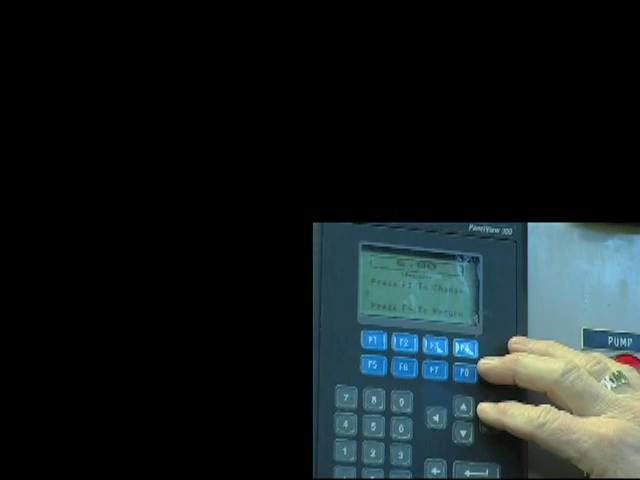 PanelView 300
Press F1 To Change
Press F4 To Return
F1 F2 F3 F4
F5 F6 F7 F8
7 8 9
4 5 6
1 2 3
PUMP